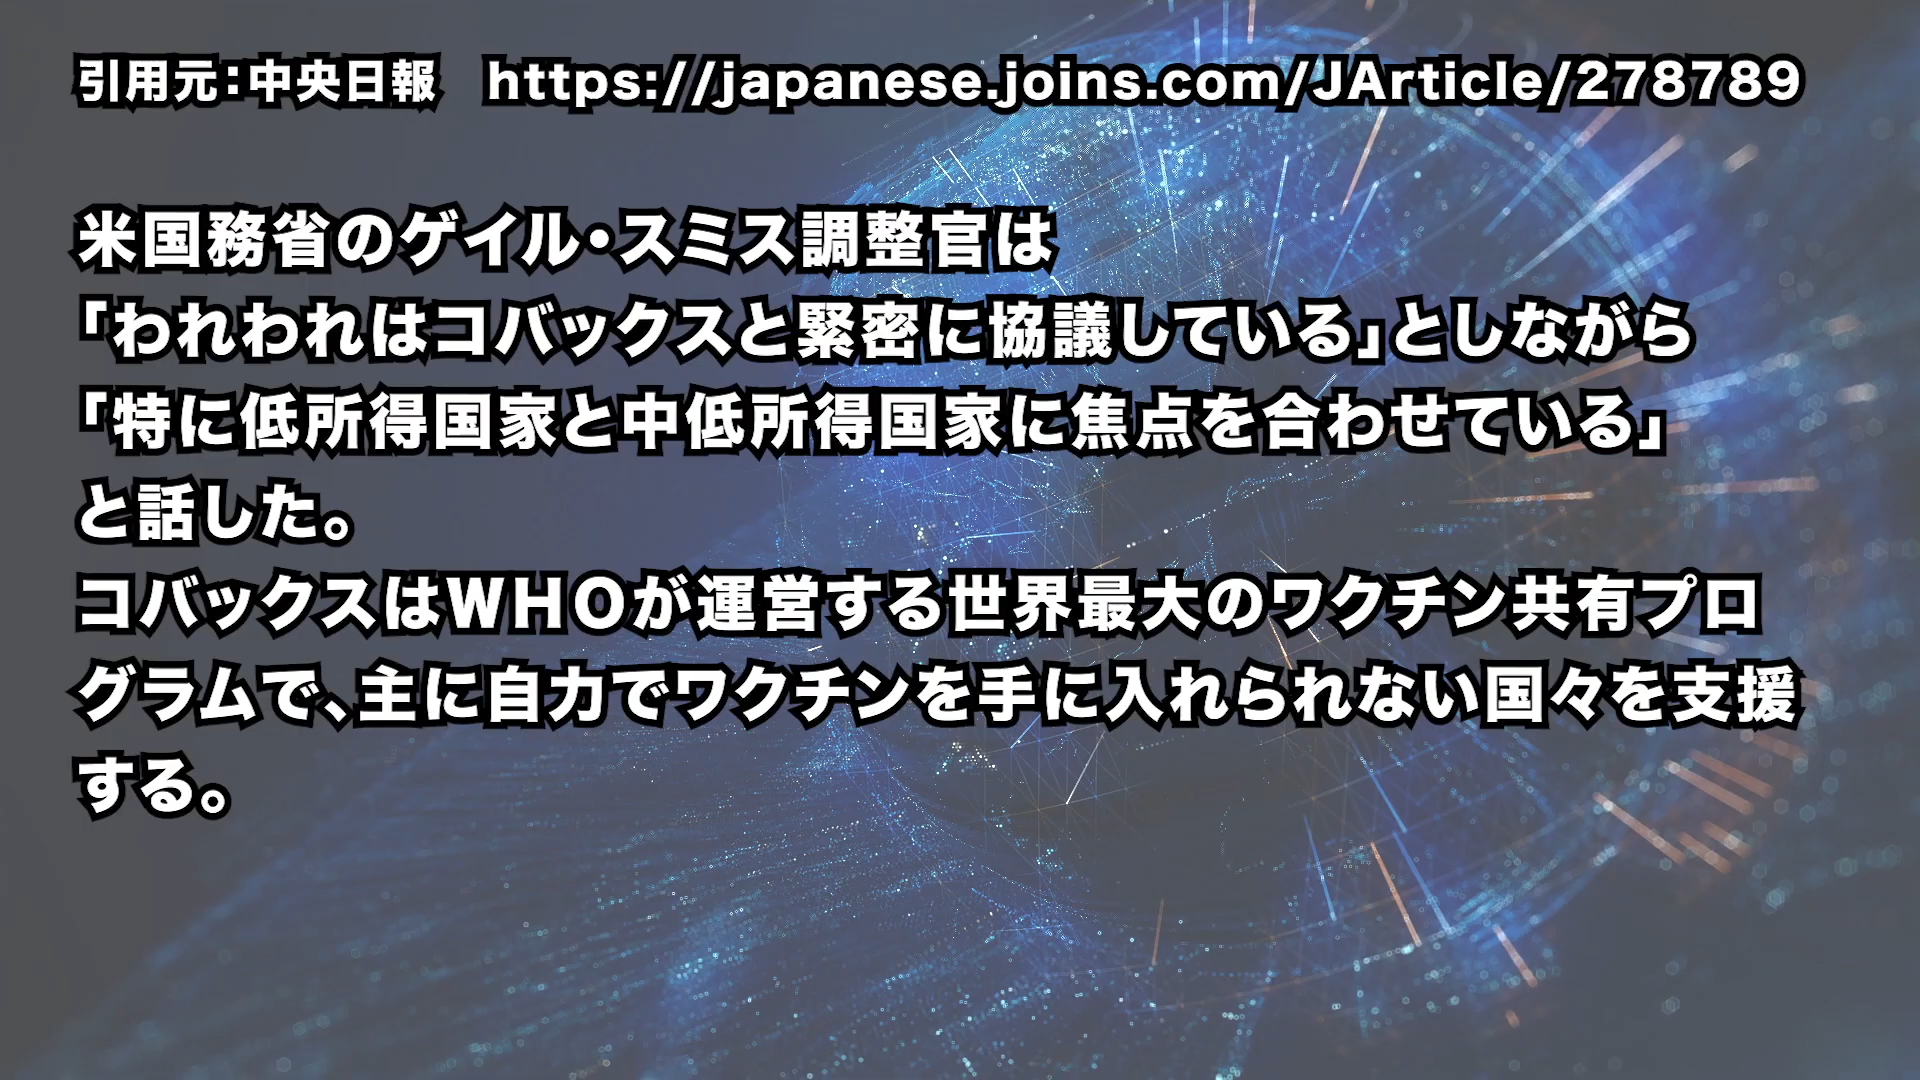 引用元：中央日報　https://japanese.joins.com/JArticle/278789
米国務省のゲイル・スミス調整官は
「われわれはコバックスと緊密に協議している」としながら
「特に低所得国家と中低所得国家に焦点を合わせている」
と話した。
コバックスはＷＨＯが運営する世界最大のワクチン共有プロ
グラムで、主に自力でワクチンを手に入れられない国々を支援
する。